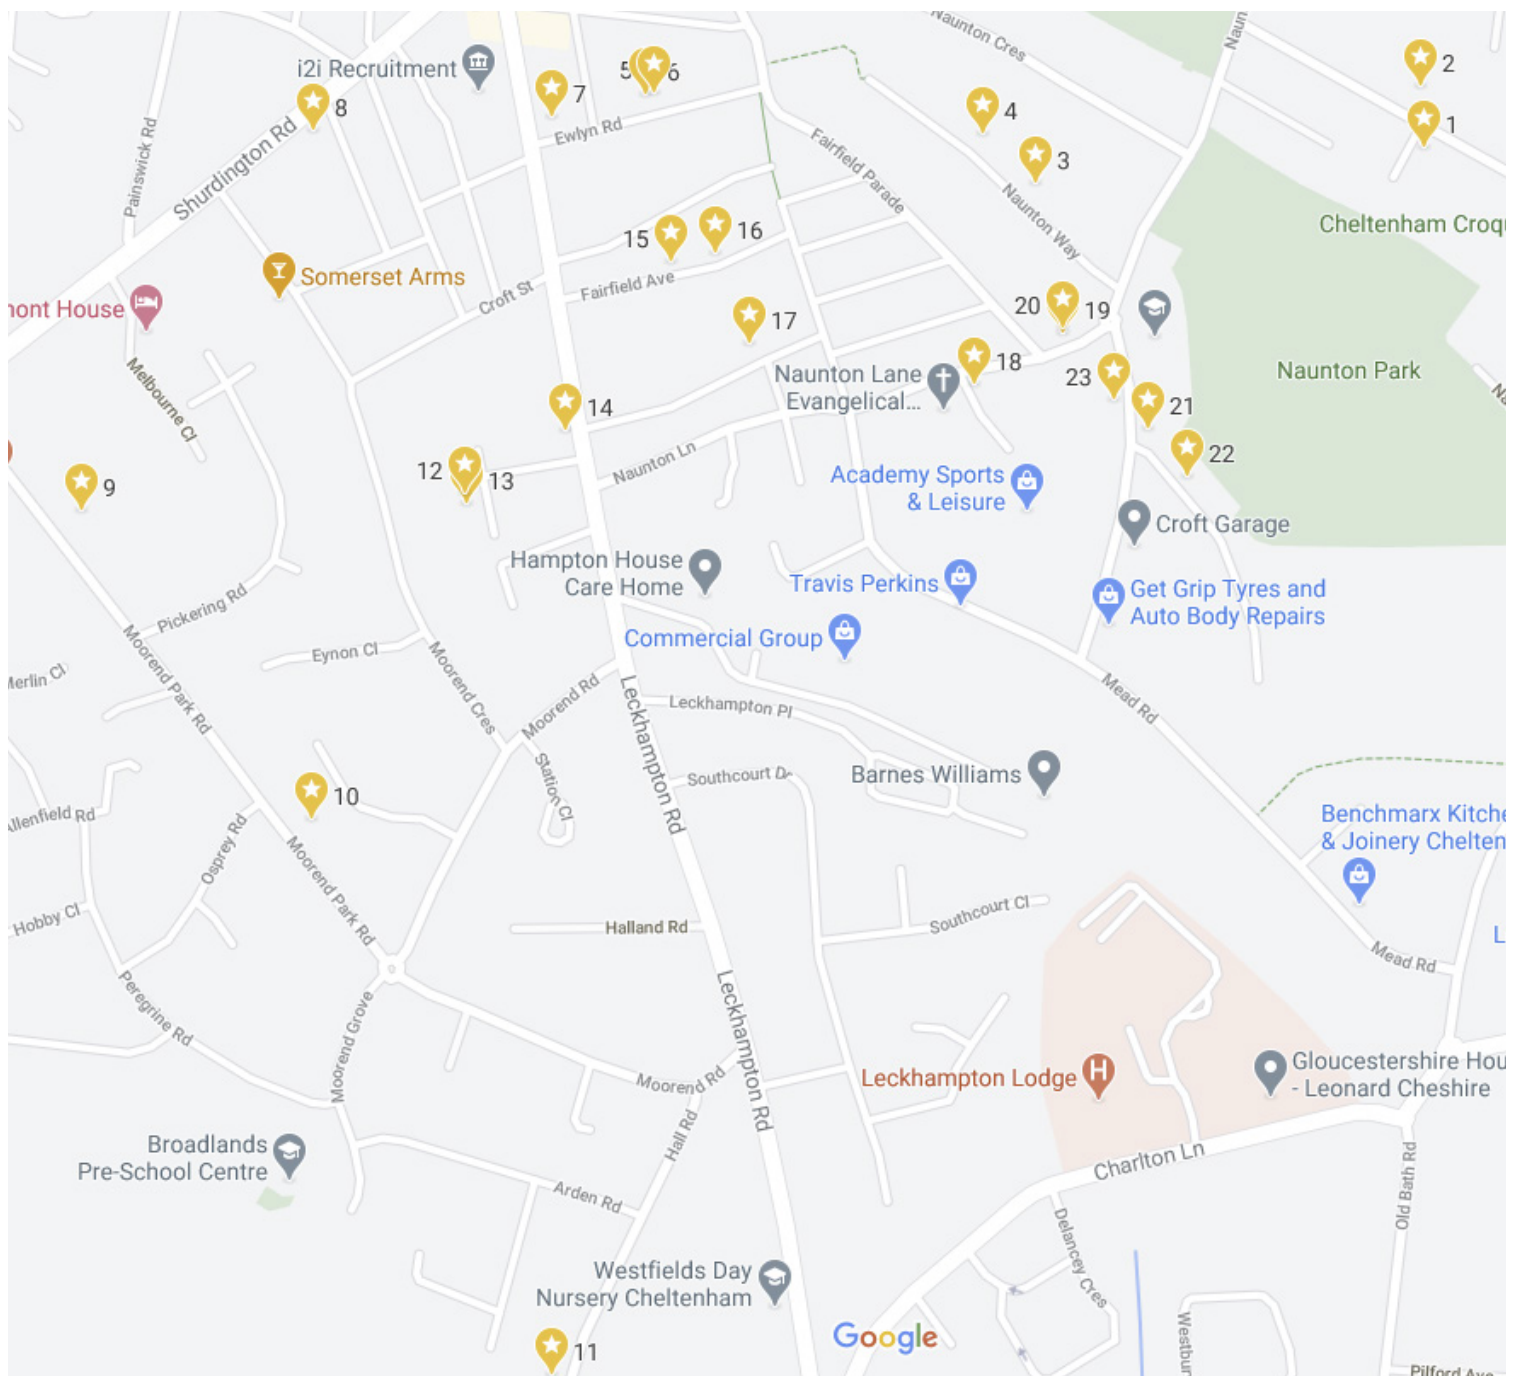 Naunton Cres
Naun
2
i2i Recruitment
5
6
7
8
4
1
Ewlyn Rd
Fairfield Parade
3
Painswick Rd
Shurdington Rd
Naunton Way
Cheltenham Croq
15
16
Somerset Arms
Croft St
Fairfield Ave
20
19
nont House
17
Melbourne Cl
Naunton Lane
Evangelical...
18
23
Naunton Park
14
21
Naunton Ln
22
12
13
9
Academy Sports
& Leisure
Croft Garage
Hampton House
Care Home
Travis Perkins
Get Grip Tyres and
Auto Body Repairs
Pickering Rd
Commercial Group
Eynon Cl
Moorend Park Rd
Merlin Cl
Moorend Cres
Moorend Rd
Leckhampton Rd
Leckhampton Pl
Mead Rd
Station Cl
Southcourt Dr
Barnes Williams
10
Allenfield Rd
Osprey Rd
Moorend Park Rd
Benchmarx Kitche
& Joinery Chelten
Hobby Cl
Halland Rd
Southcourt Cl
L
Mead Rd
Peregrine Rd
Moorend Grove
Leckhampton Rd
Moorend Rd
Leckhampton Lodge
Gloucestershire Hou
- Leonard Cheshire
Hall Rd
Broadlands
Pre-School Centre
Charlton Ln
Arden Rd
Old Bath Rd
Delancey Cres
Westfields Day
Nursery Cheltenham
Google
Westbur
11
Pilford Ave